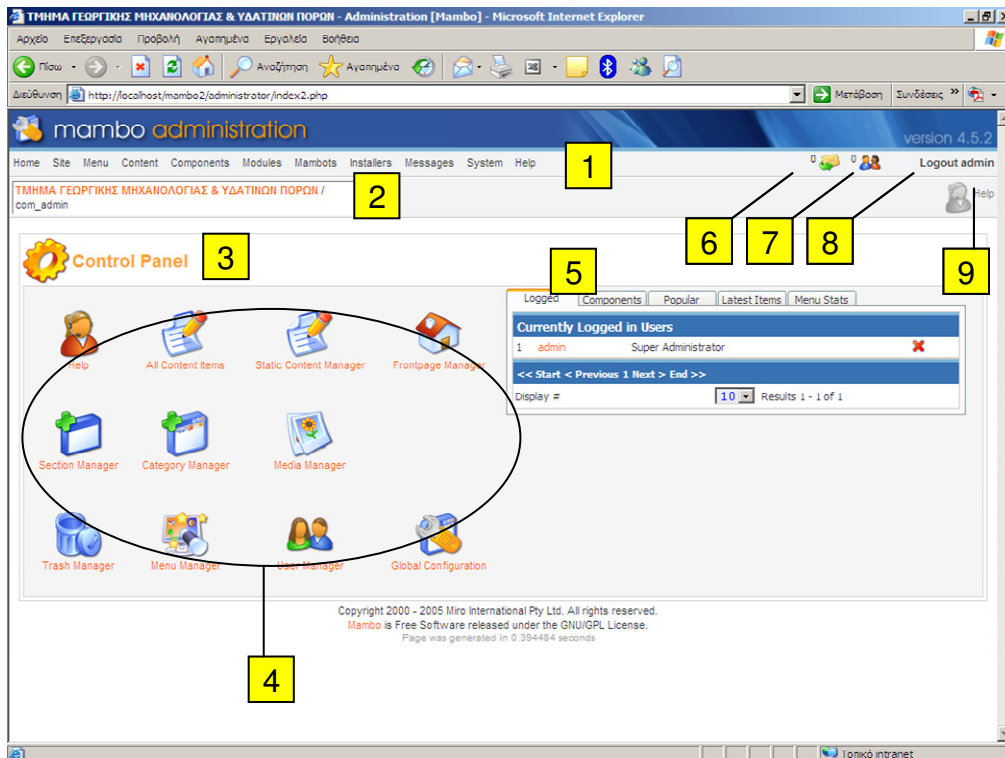 ΤΜΗΜΑ ΓΕΩΡΓΙΚΗΣ ΜΗΧΑΝΟΛΟΓΙΑΣ & ΥΔΑΤΙΝΩΝ ΠΟΡΩΝ - Administration [Mambo] - Microsoft Internet Explorer
Αρχείο Επεξεργασία Προβολή Αγαπημένα Εργαλεία Βοήθεια
Πίσω Αναζήτηση Αγαπημένα
Διεύθυνση http://localhost/mambo2/administrator/index2.php Μετάβαση Συνδέσεις »
mambo administration
version 4.5.2
Home Site Menu Content Components Modules Mambots Installers Messages System Help 1 0 0 Logout admin
ΤΜΗΜΑ ΓΕΩΡΓΙΚΗΣ ΜΗΧΑΝΟΛΟΓΙΑΣ & ΥΔΑΤΙΝΩΝ ΠΟΡΩΝ /
com_admin
2
Help
6 7 8 9
Control Panel 3
5
Logged Components Popular Latest Items Menu Stats
Currently Logged in Users
1 admin Super Administrator
<< Start < Previous 1 Next > End >>
Display # 10 Results 1 - 1 of 1
Help All Content Items Static Content Manager Frontpage Manager
Section Manager Category Manager Media Manager
Trash Manager Menu Manager User Manager Global Configuration
Copyright 2000 - 2005 Miro International Pty Ltd. All rights reserved.
Mambo is Free Software released under the GNU/GPL License.
Page was generated in 0.394484 seconds
4
Τοπικό intranet